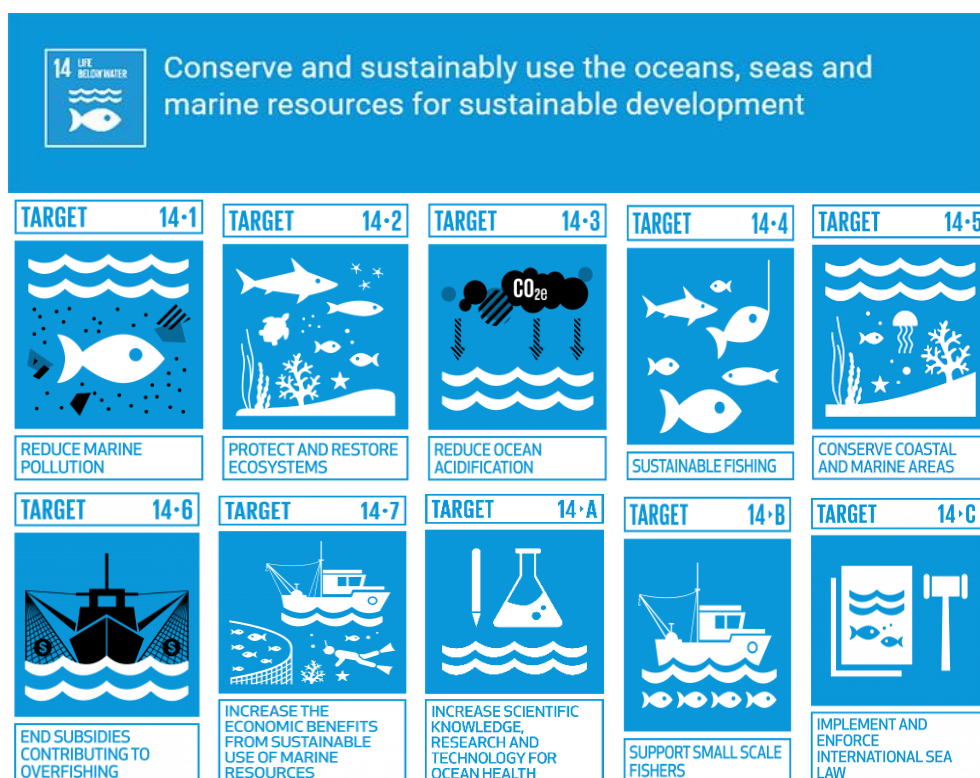 14 LIFE
BELOW WATER
Conserve and sustainably use the oceans, seas and
marine resources for sustainable development
TARGET 14.1
REDUCE MARINE
POLLUTION
TARGET 14.2
PROTECT AND RESTORE
ECOSYSTEMS
TARGET 14.3
CO2e
REDUCE OCEAN
ACIDIFICATION
TARGET 14.4
SUSTAINABLE FISHING
TARGET 14.5
CONSERVE COASTAL
AND MARINE AREAS
TARGET 14.6
$ $
END SUBSIDIES
CONTRIBUTING TO
OVERFISHING
TARGET 14.7
INCREASE THE
ECONOMIC BENEFITS
FROM SUSTAINABLE
USE OF MARINE
RESOURCES
TARGET 14.A
INCREASE SCIENTIFIC
KNOWLEDGE,
RESEARCH AND
TECHNOLOGY FOR
OCEAN HEALTH
TARGET 14.B
SUPPORT SMALL SCALE
FISHERS
TARGET 14.C
IMPLEMENT AND
ENFORCE
INTERNATIONAL SEA
LAW